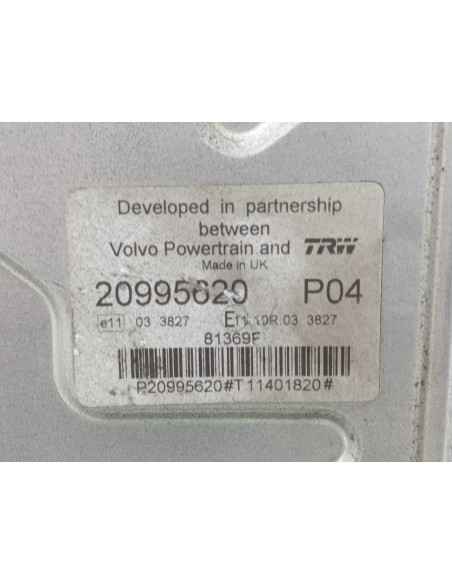 Developed in partnership
between
Volvo Powertrain and TRW
Made in UK
20995620 P04
e11 03 3827 E11 10R.03 3827
81369F
P20995620#T11401820#